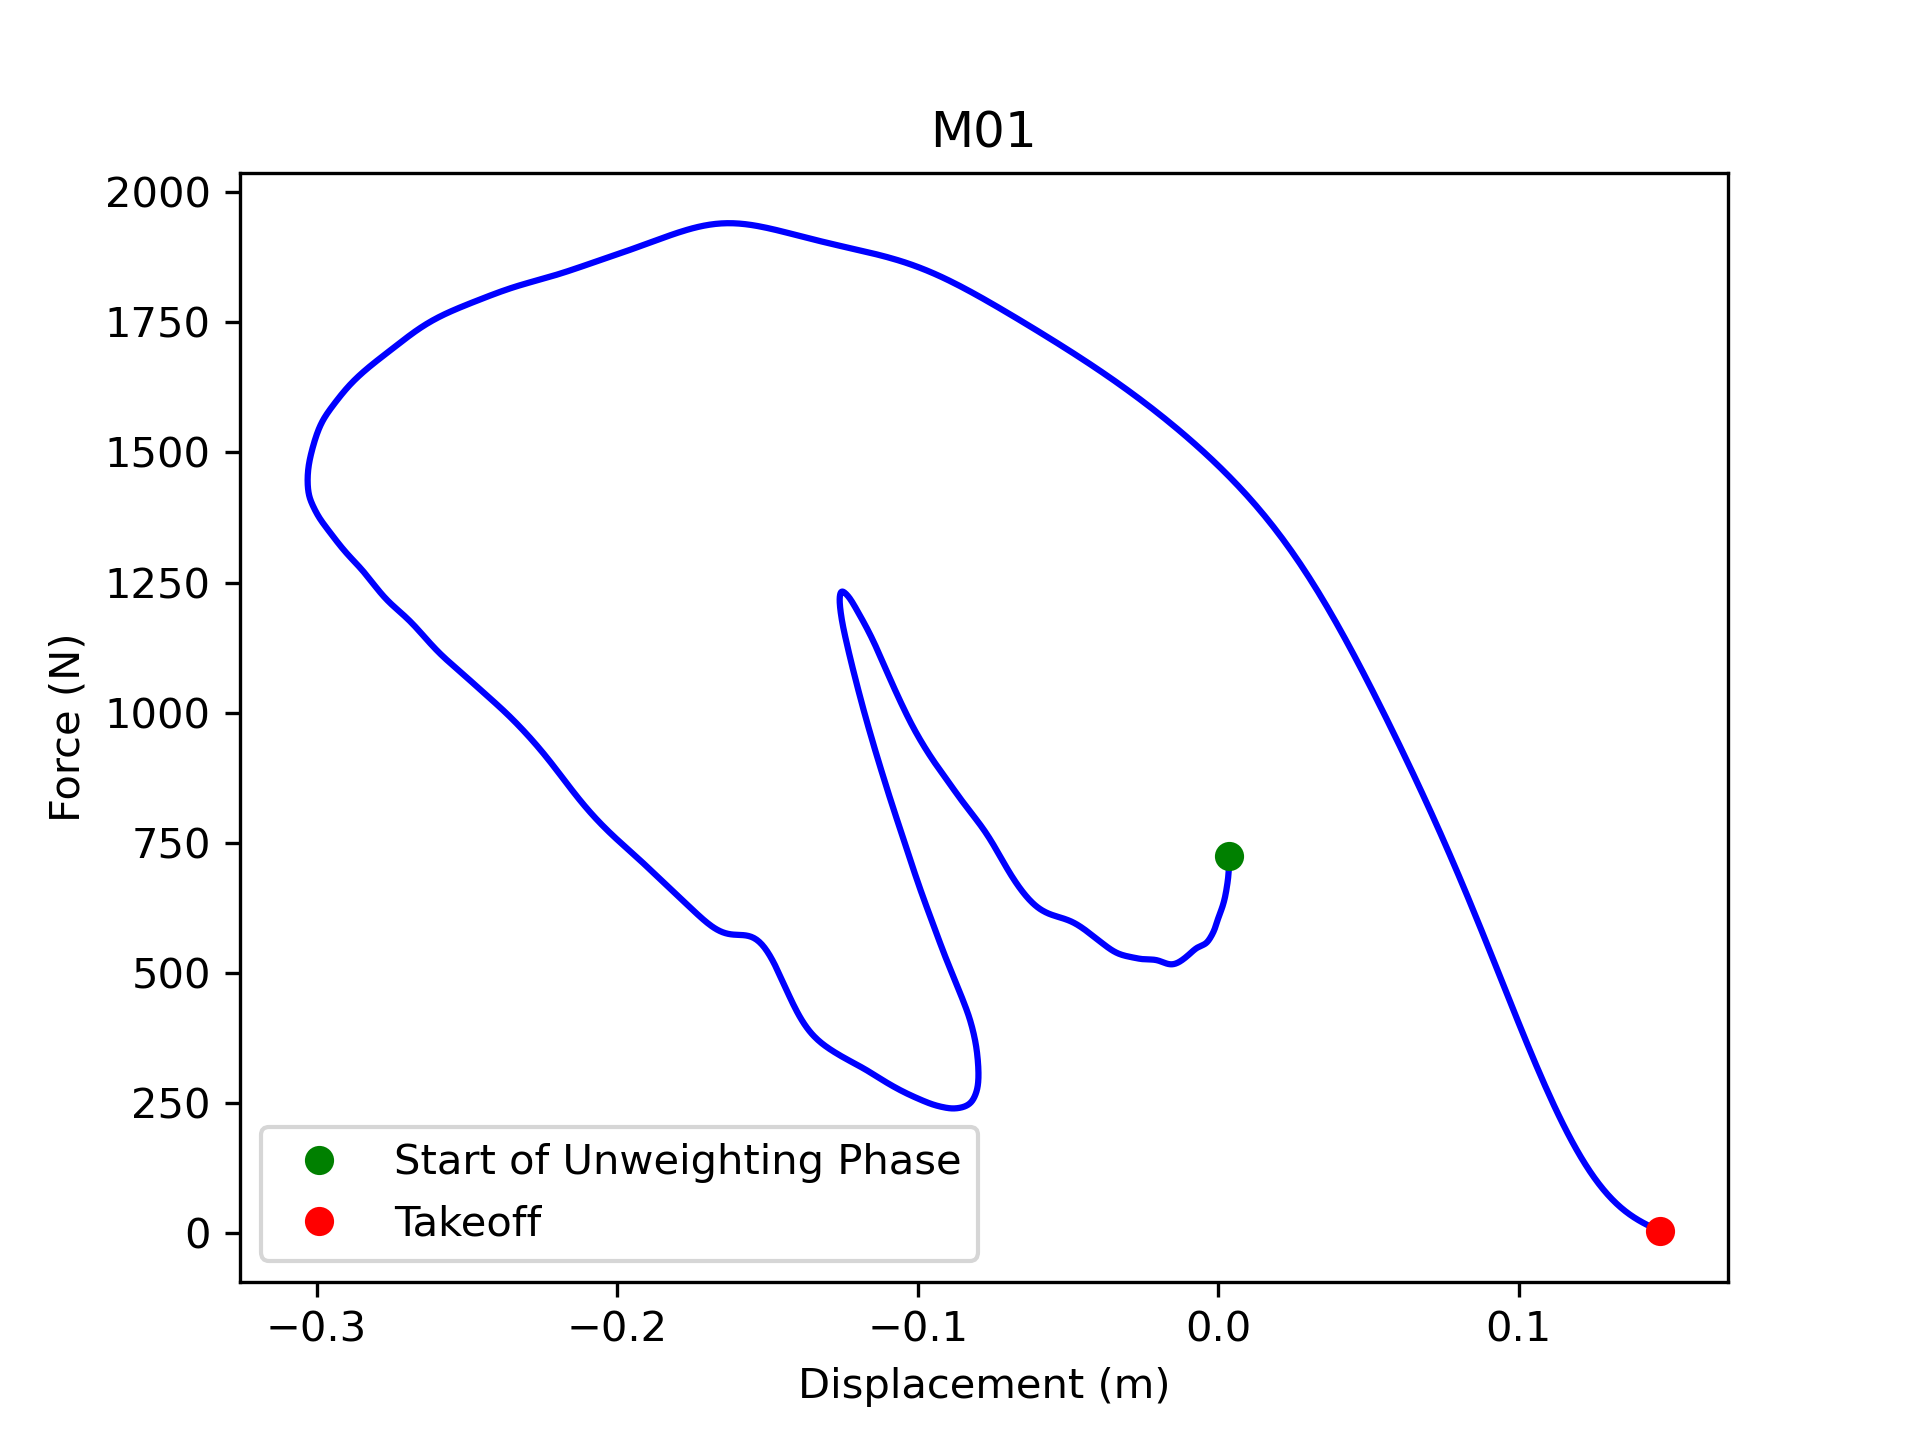 M01
2000
1750
1500
1250
1000
750
500
250
0
Force (N)
Start of Unweighting Phase
Takeoff
−0.3 −0.2 −0.1 0.0 0.1
Displacement (m)